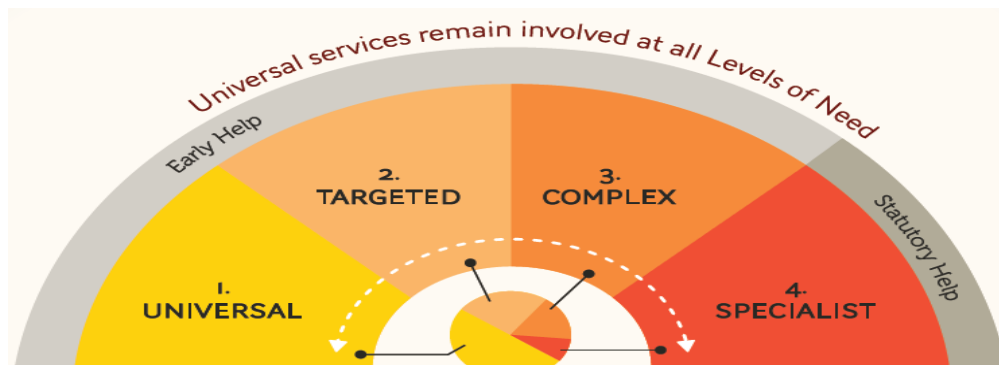 Universal services remain involved at all Levels of Need
Early Help
2.
TARGETED
3.
COMPLEX
Statutory Help
1.
UNIVERSAL
4.
SPECIALIST